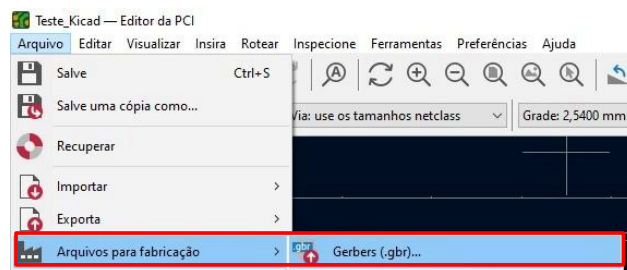 Teste_Kicad — Editor da PCI
Arquivo Editar Visualizar Insira Rotear Inspecione Ferramentas Preferências Ajuda
Salve Ctrl+S
Salve uma cópia como...
Via: use os tamanhos netclass Grade: 2,5400 mm
Recuperar
Importar
Exporta
Arquivos para fabricação .gbr Gerbers (.gbr)...